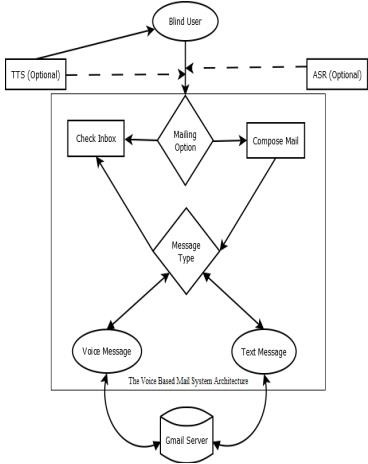 Blind User
TTS (Optional)
ASR (Optional)
Check Inbox
Mailing
Option
Compose Mail
Message
Type
Voice Message
Text Message
The Voice Based Mail System Architecture
Gmail Server